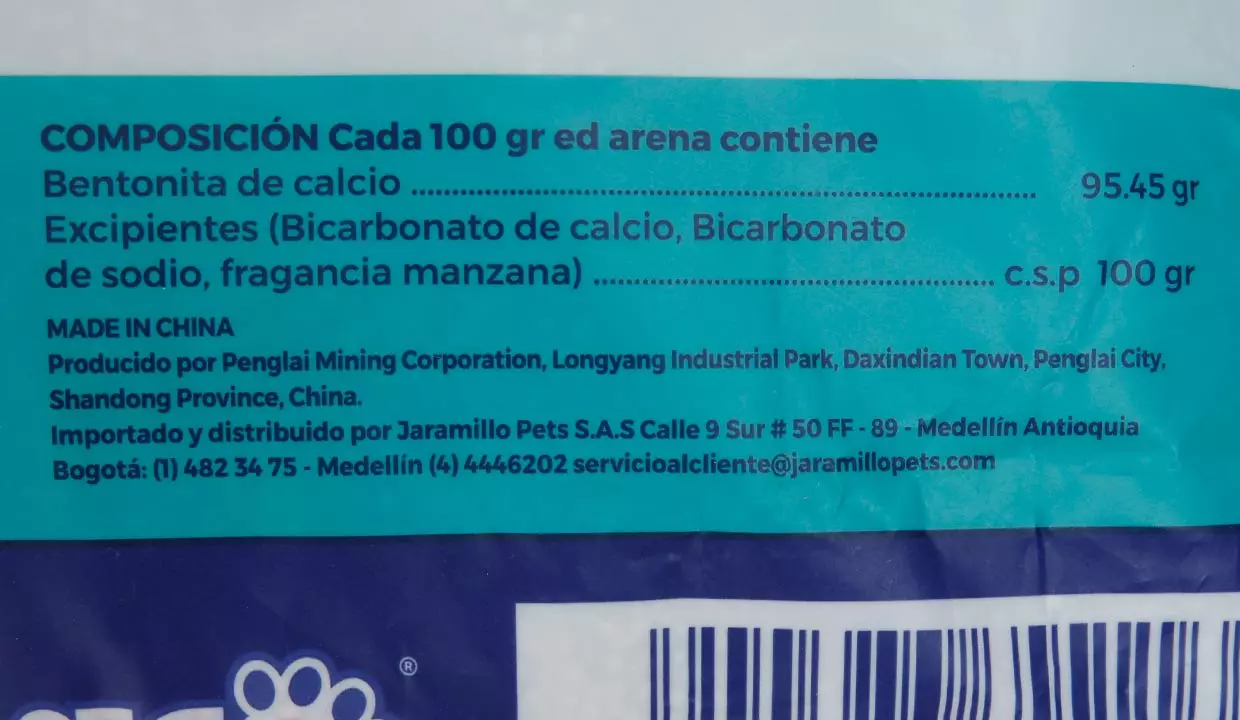 COMPOSICIÓN Cada 100 gr ed arena contiene
Bentonita de calcio ........................................................................ 95.45 gr
Excipientes (Bicarbonato de calcio, Bicarbonato
de sodio, fragancia manzana) .................................................. c.s.p 100 gr
MADE IN CHINA
Producido por Penglai Mining Corporation, Longyang Industrial Park, Daxindian Town, Penglai City,
Shandong Province, China.
Importado y distribuido por Jaramillo Pets S.A.S Calle 9 Sur # 50 FF - 89 - Medellín Antioquia
Bogotá: (1) 482 34 75 - Medellín (4) 4446202 servicioalcliente@jaramillopets.com
®